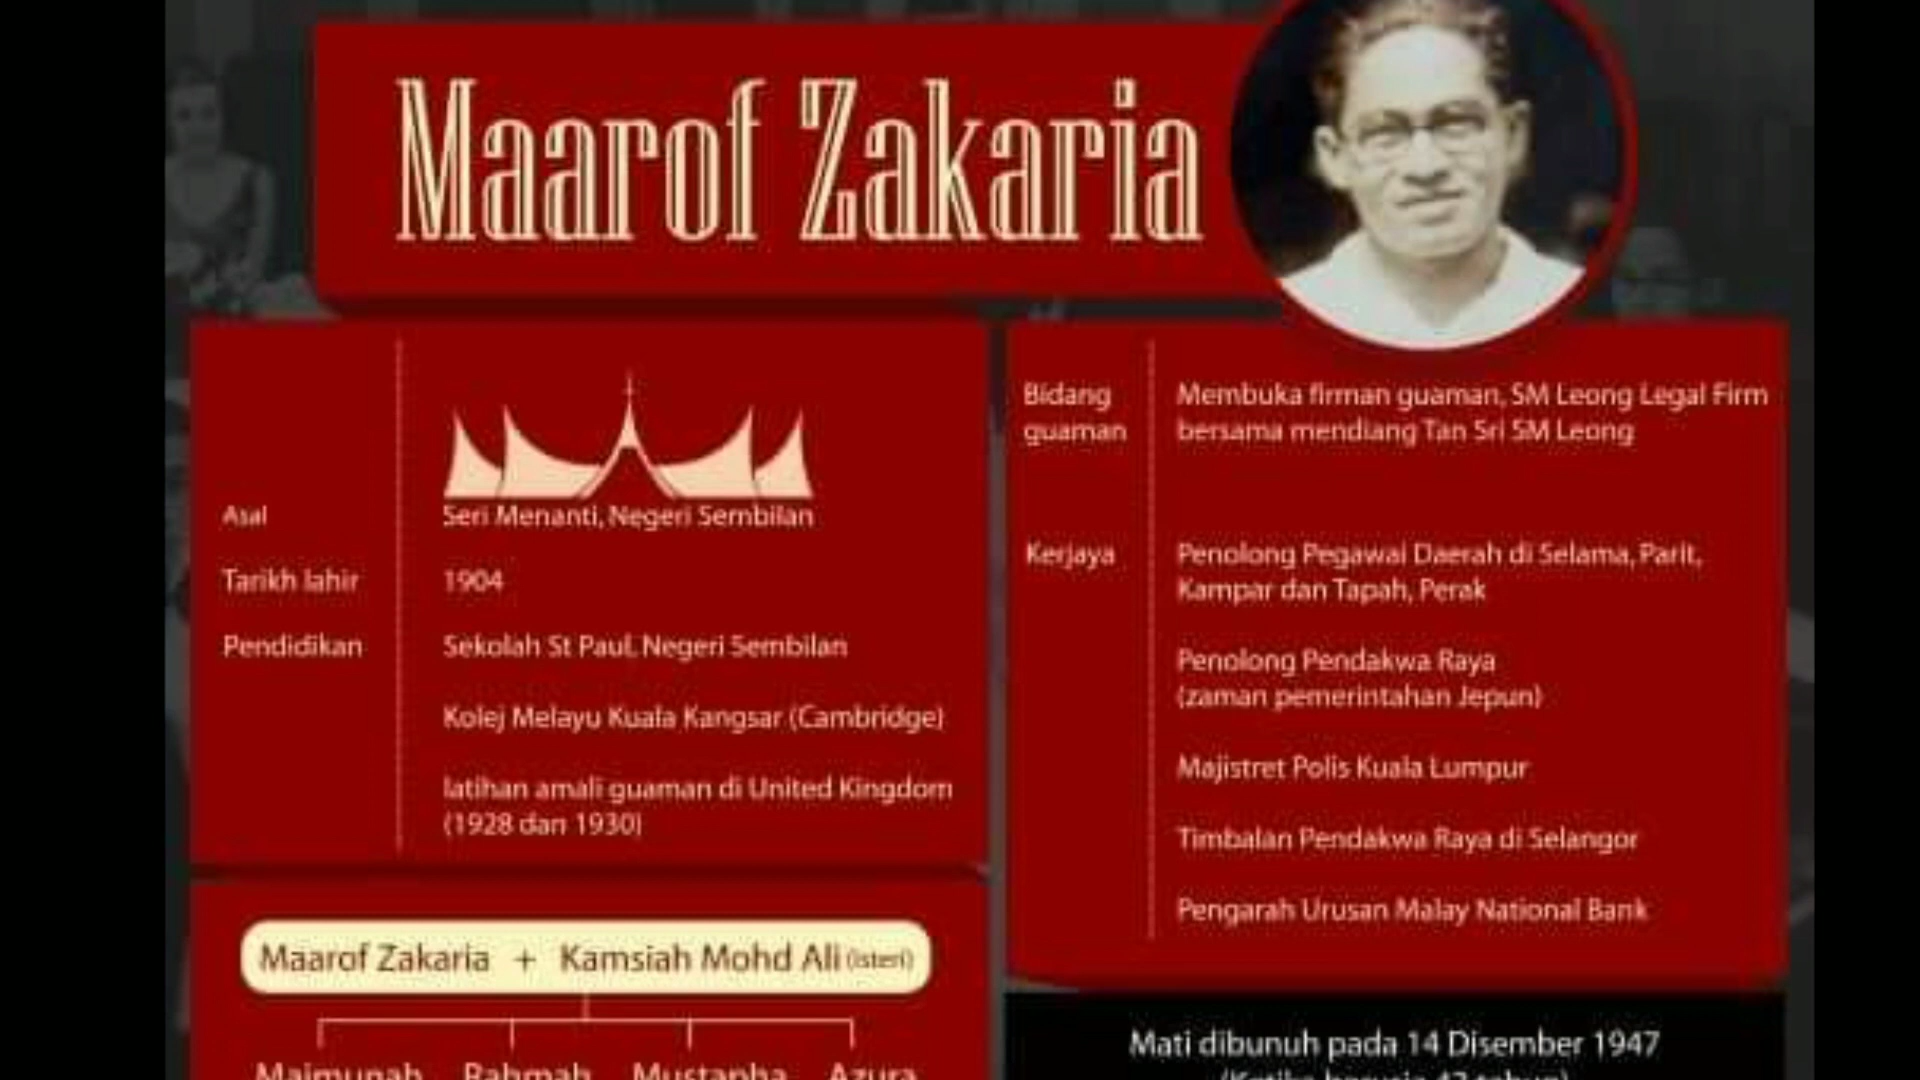 Maarof Zakaria
Asal
Seri Menanti, Negeri Sembilan
Tarikh lahir
1904
Pendidikan
Sekolah St Paul, Negeri Sembilan
Kolej Melayu Kuala Kangsar (Cambridge)
latihan amali guaman di United Kingdom
(1928 dan 1930)
Maarof Zakaria + Kamsiah Mohd Ali (isteri)
Maimunah Rahmah Mustapha Azura
Bidang guaman
Membuka firman guaman, SM Leong Legal Firm
bersama mendiang Tan Sri SM Leong
Kerjaya
Penolong Pegawai Daerah di Selama, Parit,
Kampar dan Tapah, Perak
Penolong Pendakwa Raya
(zaman pemerintahan Jepun)
Majistret Polis Kuala Lumpur
Timbalan Pendakwa Raya di Selangor
Pengarah Urusan Malay National Bank
Mati dibunuh pada 14 Disember 1947
(Ketika berusia 43 tahun)